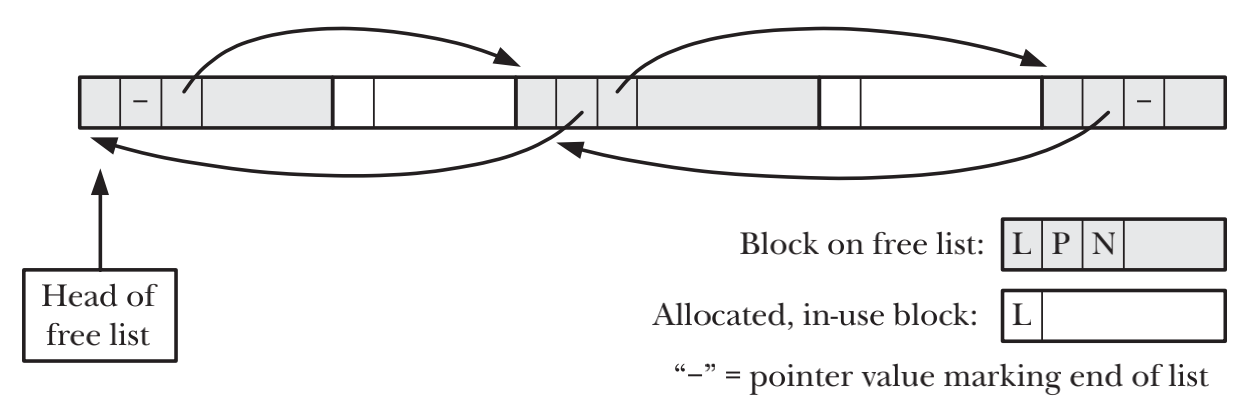 –
–
Head of
free list
Block on free list: L P N
Allocated, in-use block: L
“–” = pointer value marking end of list